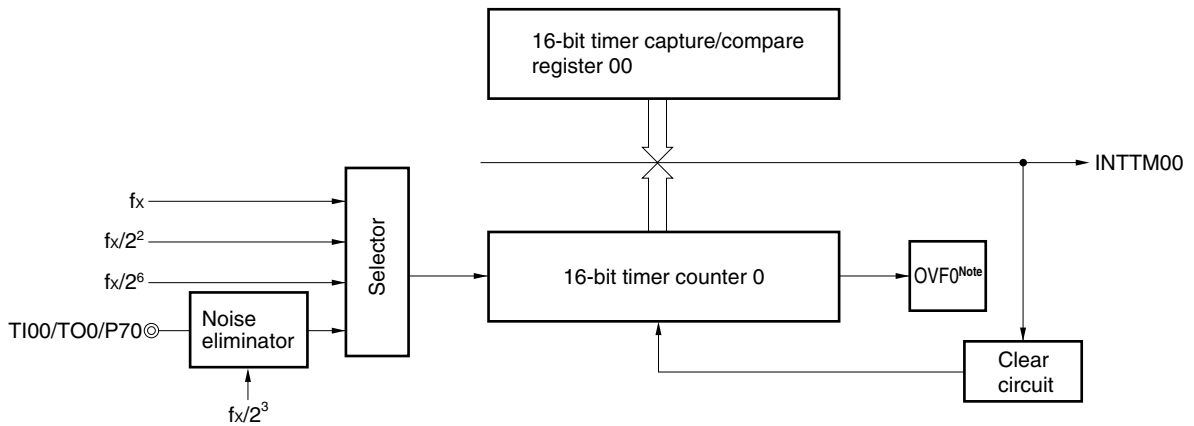 16-bit timer capture/compare
register 00
INTTM00
fx
fx/2²
fx/2⁶
Selector
16-bit timer counter 0
OVF0Note
TI00/TO0/P70
Noise
eliminator
Clear
circuit
fx/2³